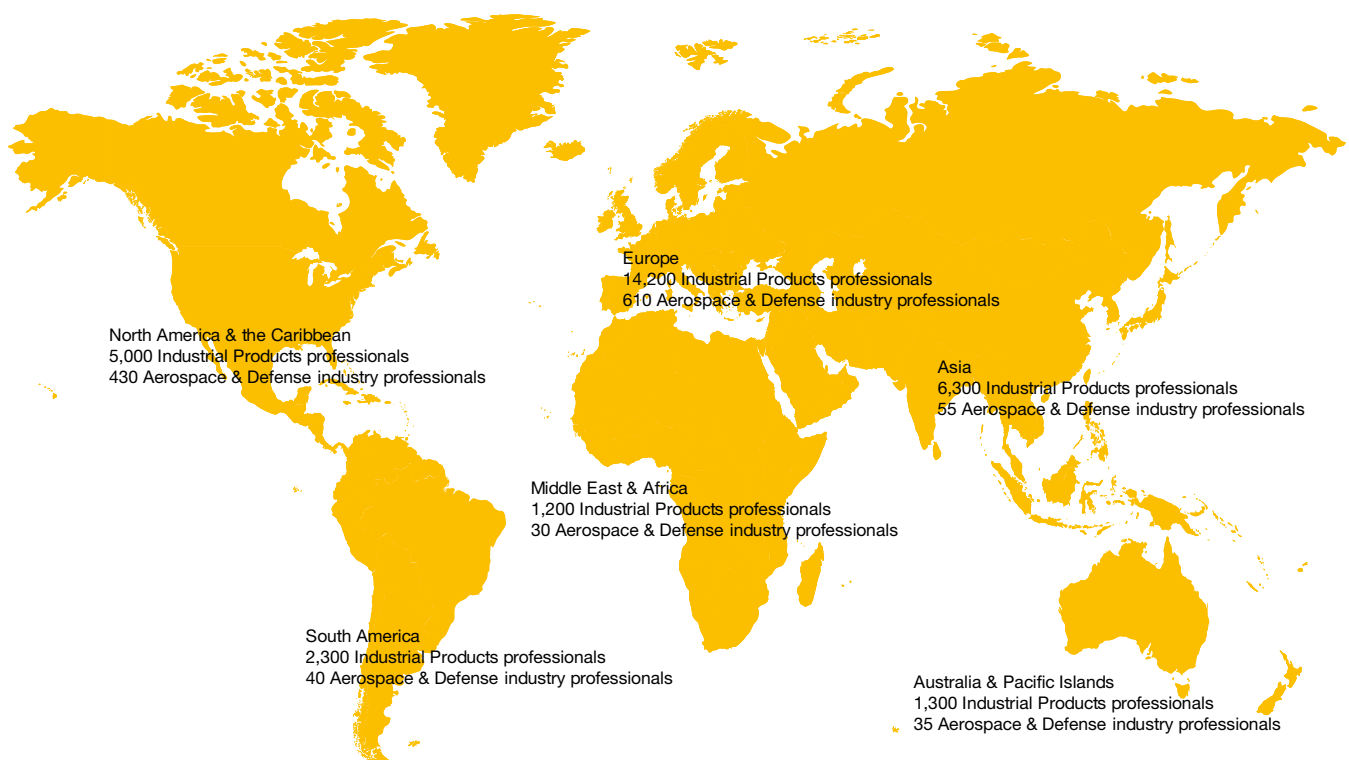 Europe
14,200 Industrial Products professionals
610 Aerospace & Defense industry professionals
North America & the Caribbean
5,000 Industrial Products professionals
430 Aerospace & Defense industry professionals
Asia
6,300 Industrial Products professionals
55 Aerospace & Defense industry professionals
Middle East & Africa
1,200 Industrial Products professionals
30 Aerospace & Defense industry professionals
South America
2,300 Industrial Products professionals
40 Aerospace & Defense industry professionals
Australia & Pacific Islands
1,300 Industrial Products professionals
35 Aerospace & Defense industry professionals